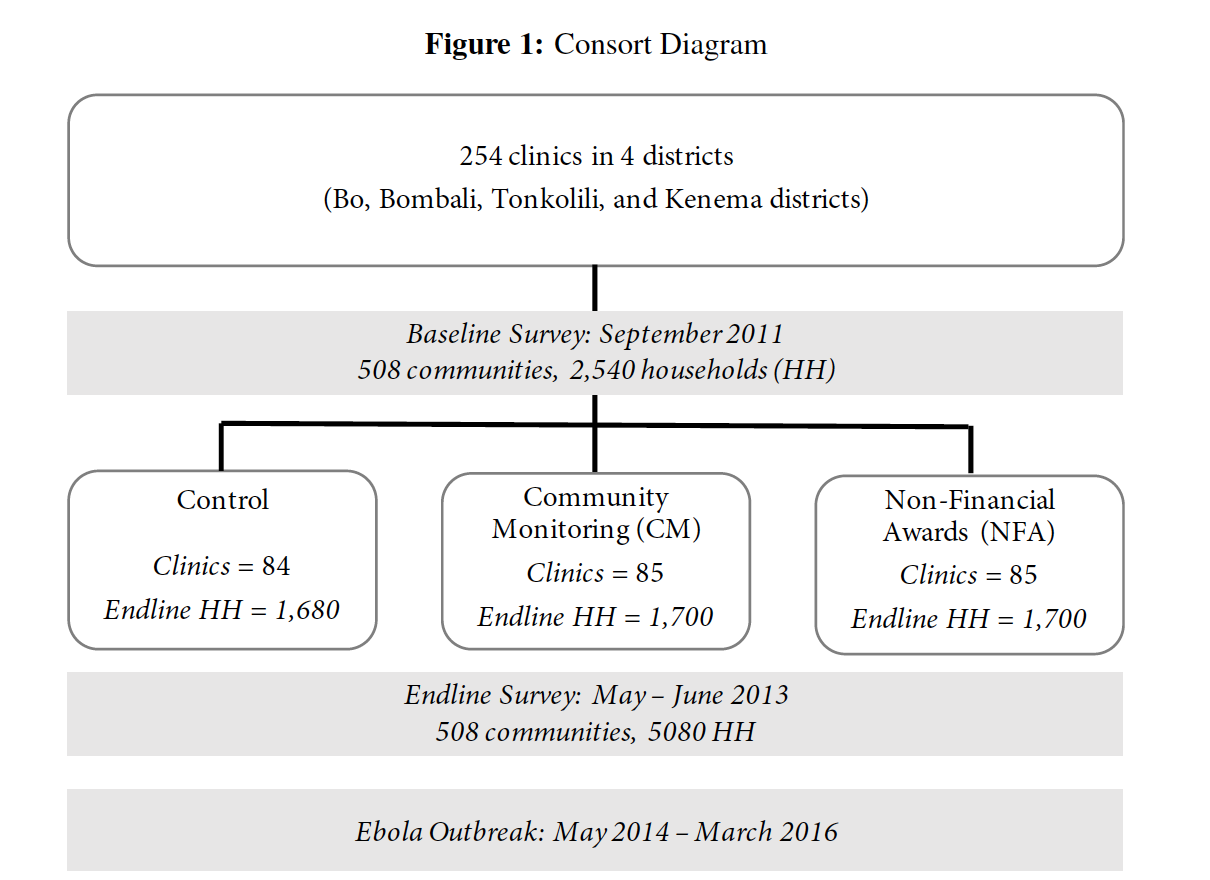 Figure 1: Consort Diagram
254 clinics in 4 districts
(Bo, Bombali, Tonkolili, and Kenema districts)
Baseline Survey: September 2011
508 communities, 2,540 households (HH)
Control
Clinics = 84
Endline HH = 1,680
Community
Monitoring (CM)
Clinics = 85
Endline HH = 1,700
Non-Financial
Awards (NFA)
Clinics = 85
Endline HH = 1,700
Endline Survey: May – June 2013
508 communities, 5080 HH
Ebola Outbreak: May 2014 – March 2016